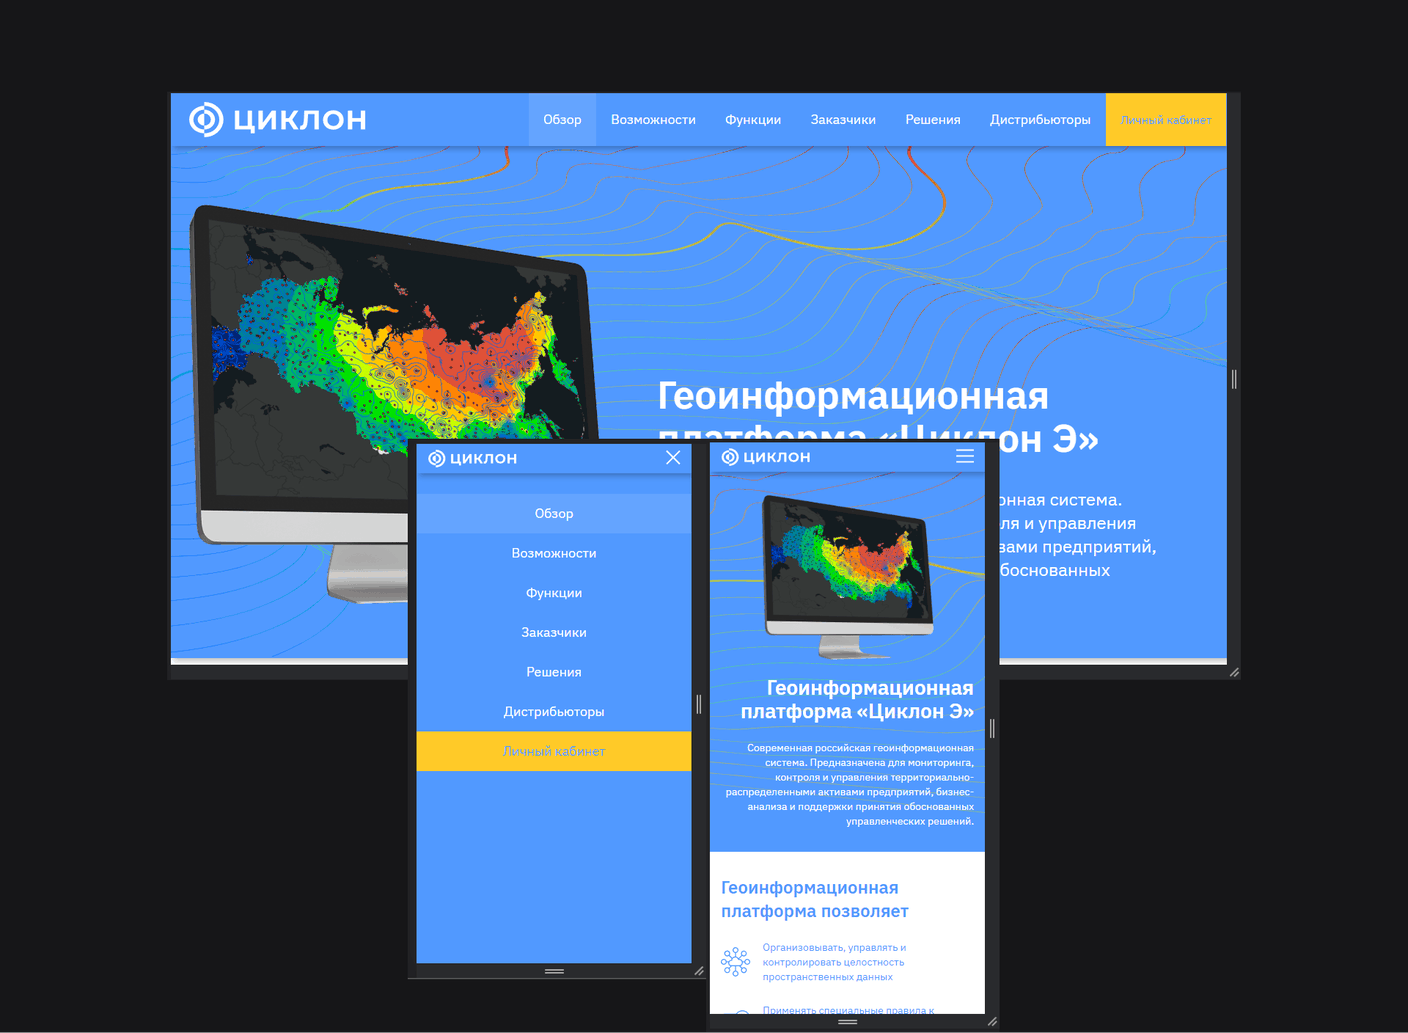 ЦИКЛОН
Обзор Возможности Функции Заказчики Решения Дистрибьюторы Личный кабинет
Геоинформационная
платформа «Циклон Э»
онная система.
ля и управления
вами предприятий,
боснованных
ЦИКЛОН
Обзор
Возможности
Функции
Заказчики
Решения
Дистрибьюторы
Личный кабинет
ЦИКЛОН
Геоинформационная
платформа «Циклон Э»
Современная российская геоинформационная
система. Предназначена для мониторинга,
контроля и управления территориально-
распределенными активами предприятий, бизнес-
анализа и поддержки принятия обоснованных
управленческих решений.
Геоинформационная
платформа позволяет
Организовывать, управлять и
контролировать целостность
пространственных данных
Применять специальные правила к